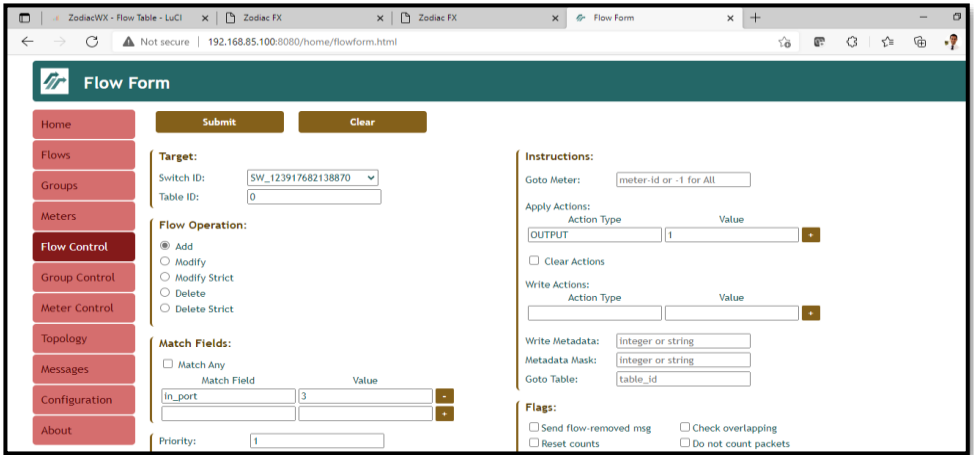 ZodiacWX - Flow Table - LuCI
Zodiac FX
Zodiac FX
Flow Form
Not secure
192.168.85.100:8080/home/flowform.html
Flow Form
Home
Flows
Groups
Meters
Flow Control
Group Control
Meter Control
Topology
Messages
Configuration
About
Submit
Clear
Target:
Switch ID: SW_123917682138870
Table ID: 0
Flow Operation:
Add
Modify
Modify Strict
Delete
Delete Strict
Match Fields:
Match Any
Match Field Value
in_port 3 -
+
Priority: 1
Instructions:
Goto Meter: meter-id or -1 for All
Apply Actions:
Action Type Value
OUTPUT 1 +
Clear Actions
Write Actions:
Action Type Value
+
Write Metadata: integer or string
Metadata Mask: integer or string
Goto Table: table_id
Flags:
Send flow-removed msg Check overlapping
Reset counts Do not count packets